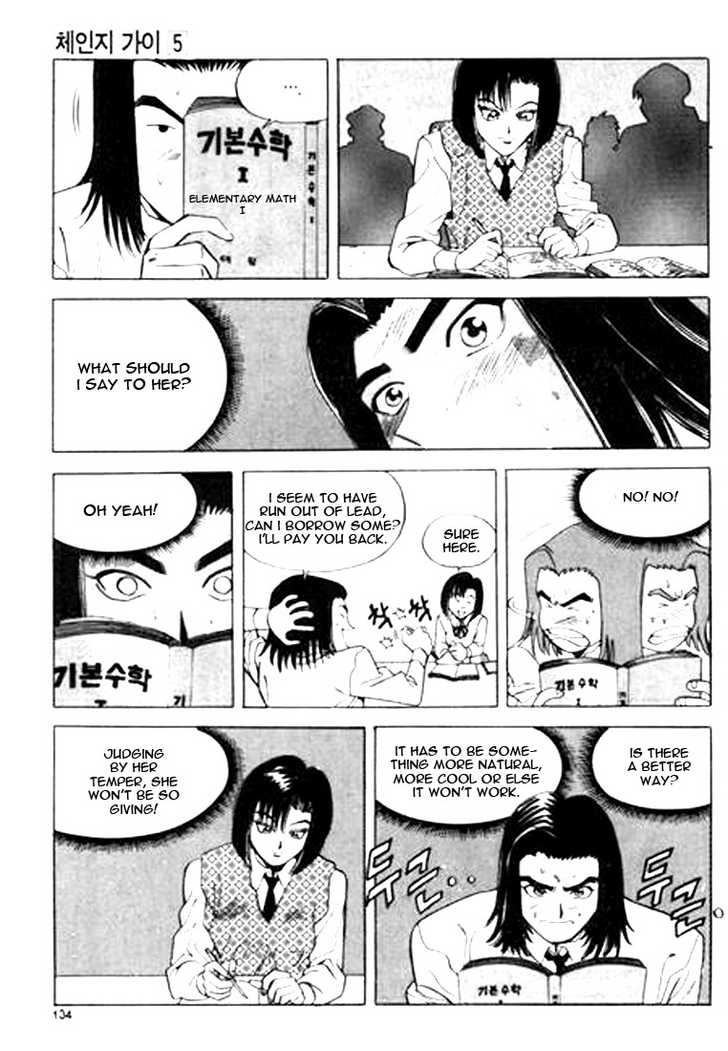 체인지 가이 5
...
기본수학
I
ELEMENTARY MATH
I
기본수학 I
WHAT SHOULD
I SAY TO HER?
OH YEAH!
기본수학
I
기
I SEEM TO HAVE
RUN OUT OF LEAD,
CAN I BORROW SOME?
I'LL PAY YOU BACK.
SURE
HERE.
NO! NO!
기본수학
I
JUDGING
BY HER
TEMPER, SHE
WON'T BE SO
GIVING!
IT HAS TO BE SOME-
THING MORE NATURAL,
MORE COOL OR ELSE
IT WON'T WORK.
IS THERE
A BETTER
WAY?
두근..
두근
기본수학
I
134